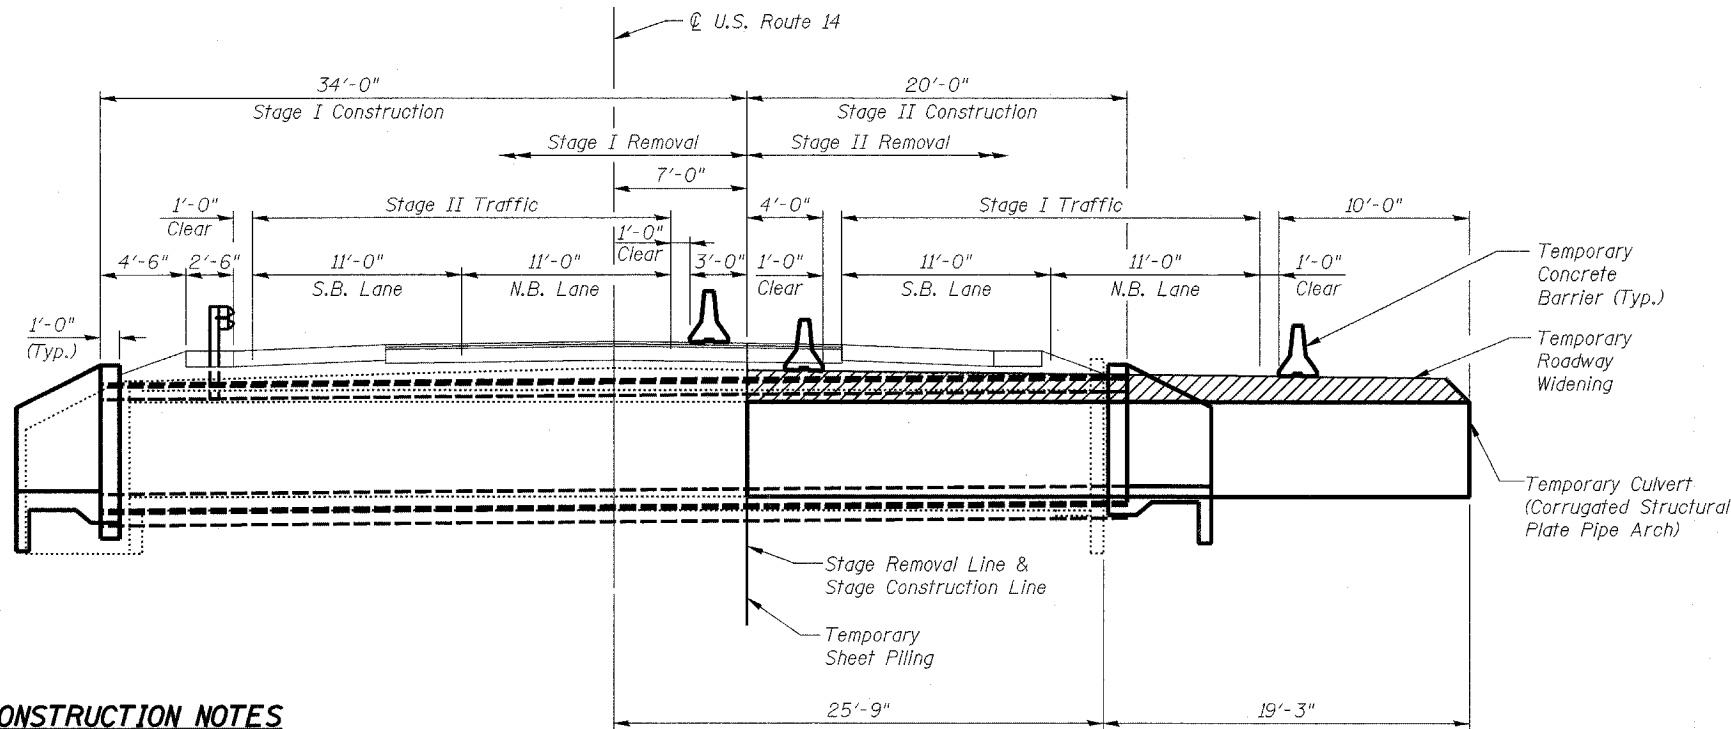 ℄ U.S. Route 14
34'-0"
Stage I Construction
20'-0"
Stage II Construction
Stage I Removal
Stage II Removal
7'-0"
1'-0"
Clear
Stage II Traffic
4'-0"
Stage I Traffic
10'-0"
1'-0"
Clear
4'-6"
2'-6"
11'-0"
S.B. Lane
11'-0"
N.B. Lane
3'-0"
1'-0"
Clear
11'-0"
S.B. Lane
11'-0"
N.B. Lane
1'-0"
Clear
Temporary
Concrete
Barrier (Typ.)
1'-0"
(Typ.)
Temporary
Roadway
Widening
Temporary Culvert
(Corrugated Structural
Plate Pipe Arch)
Stage Removal Line &
Stage Construction Line
Temporary
Sheet Piling
25'-9"
19'-3"
ONSTRUCTION NOTES